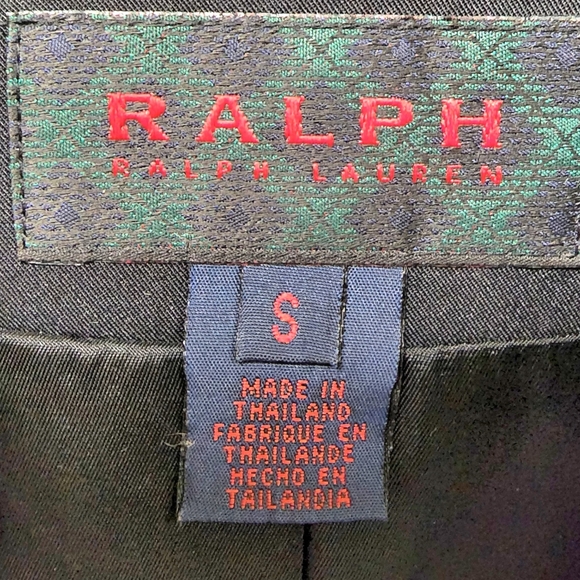 RALPH
RALPH LAUREN
S
MADE IN
THAILAND
FABRIQUE EN
THAILANDE
HECHO EN
TAILANDIA